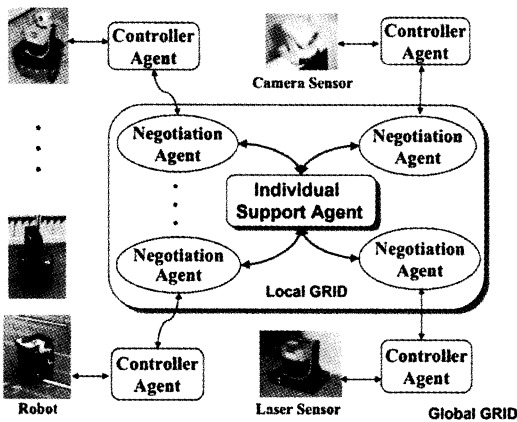 Controller
Agent
Controller
Agent
Camera Sensor
Negotiation
Agent
Negotiation
Agent
Individual
Support Agent
Negotiation
Agent
Negotiation
Agent
Local GRID
Controller
Agent
Controller
Agent
Robot
Laser Sensor
Global GRID